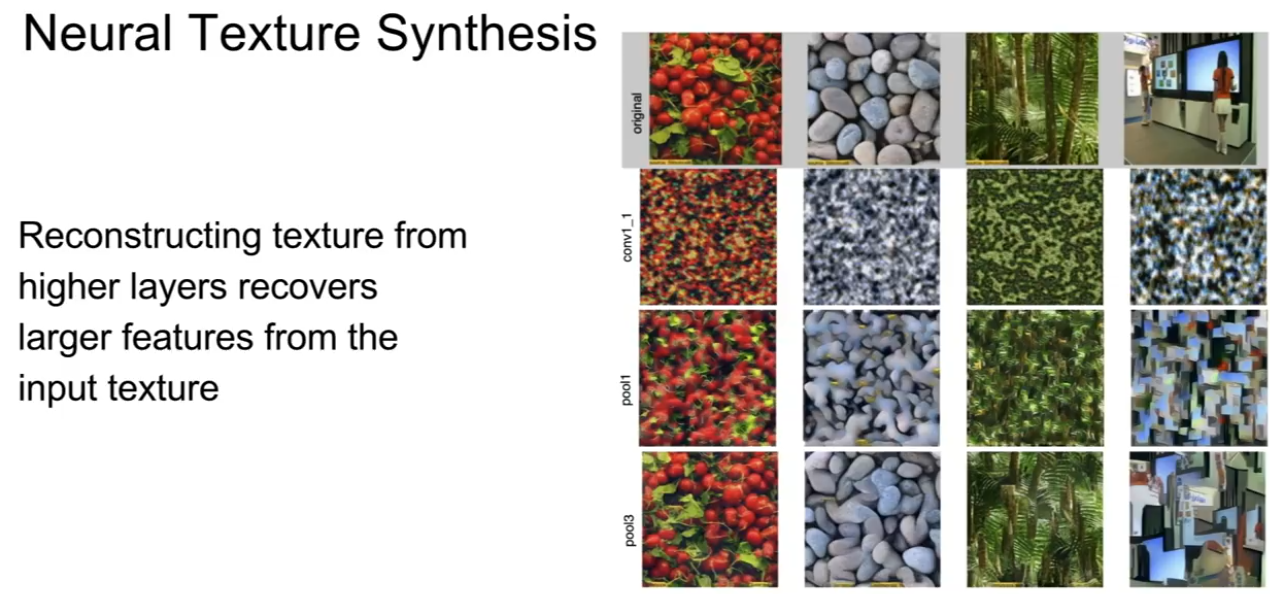 Neural Texture Synthesis
Reconstructing texture from
higher layers recovers
larger features from the
input texture
original
conv1_1
pool1
pool3